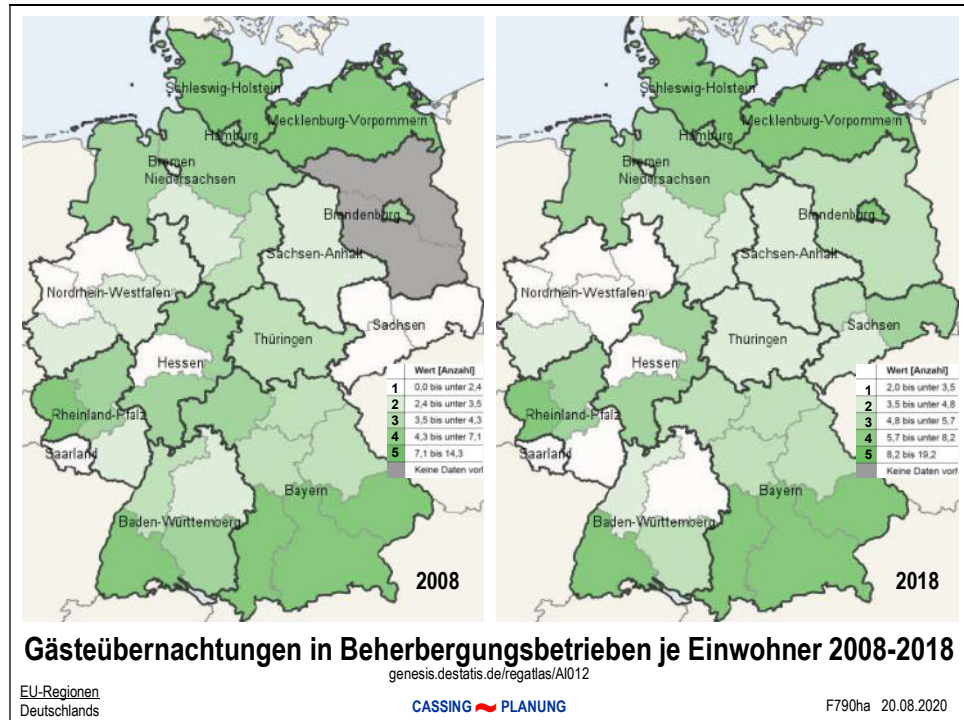 Schleswig-Holstein
Mecklenburg-Vorpommern
Hamburg
Bremen
Niedersachsen
Brandenburg
Sachsen-Anhalt
Nordrhein-Westfalen
Sachsen
Thüringen
Hessen
Rheinland-Pfalz
Saarland
Bayern
Baden-Württemberg
Wert [Anzahl]
1 0,0 bis unter 2,4
2 2,4 bis unter 3,5
3 3,5 bis unter 4,3
4 4,3 bis unter 7,1
5 7,1 bis 14,3
Keine Daten vorh
2008
Schleswig-Holstein
Mecklenburg-Vorpommern
Hamburg
Bremen
Niedersachsen
Brandenburg
Sachsen-Anhalt
Nordrhein-Westfalen
Sachsen
Thüringen
Hessen
Rheinland-Pfalz
Saarland
Bayern
Baden-Württemberg
Wert [Anzahl]
1 2,0 bis unter 3,5
2 3,5 bis unter 4,8
3 4,8 bis unter 5,7
4 5,7 bis unter 8,2
5 8,2 bis 19,2
Keine Daten vorh
2018
Gästeübernachtungen in Beherbergungsbetrieben je Einwohner 2008-2018
genesis.destatis.de/regatlas/AI012
EU-Regionen
Deutschlands
CASSING PLANUNG
F790ha 20.08.2020